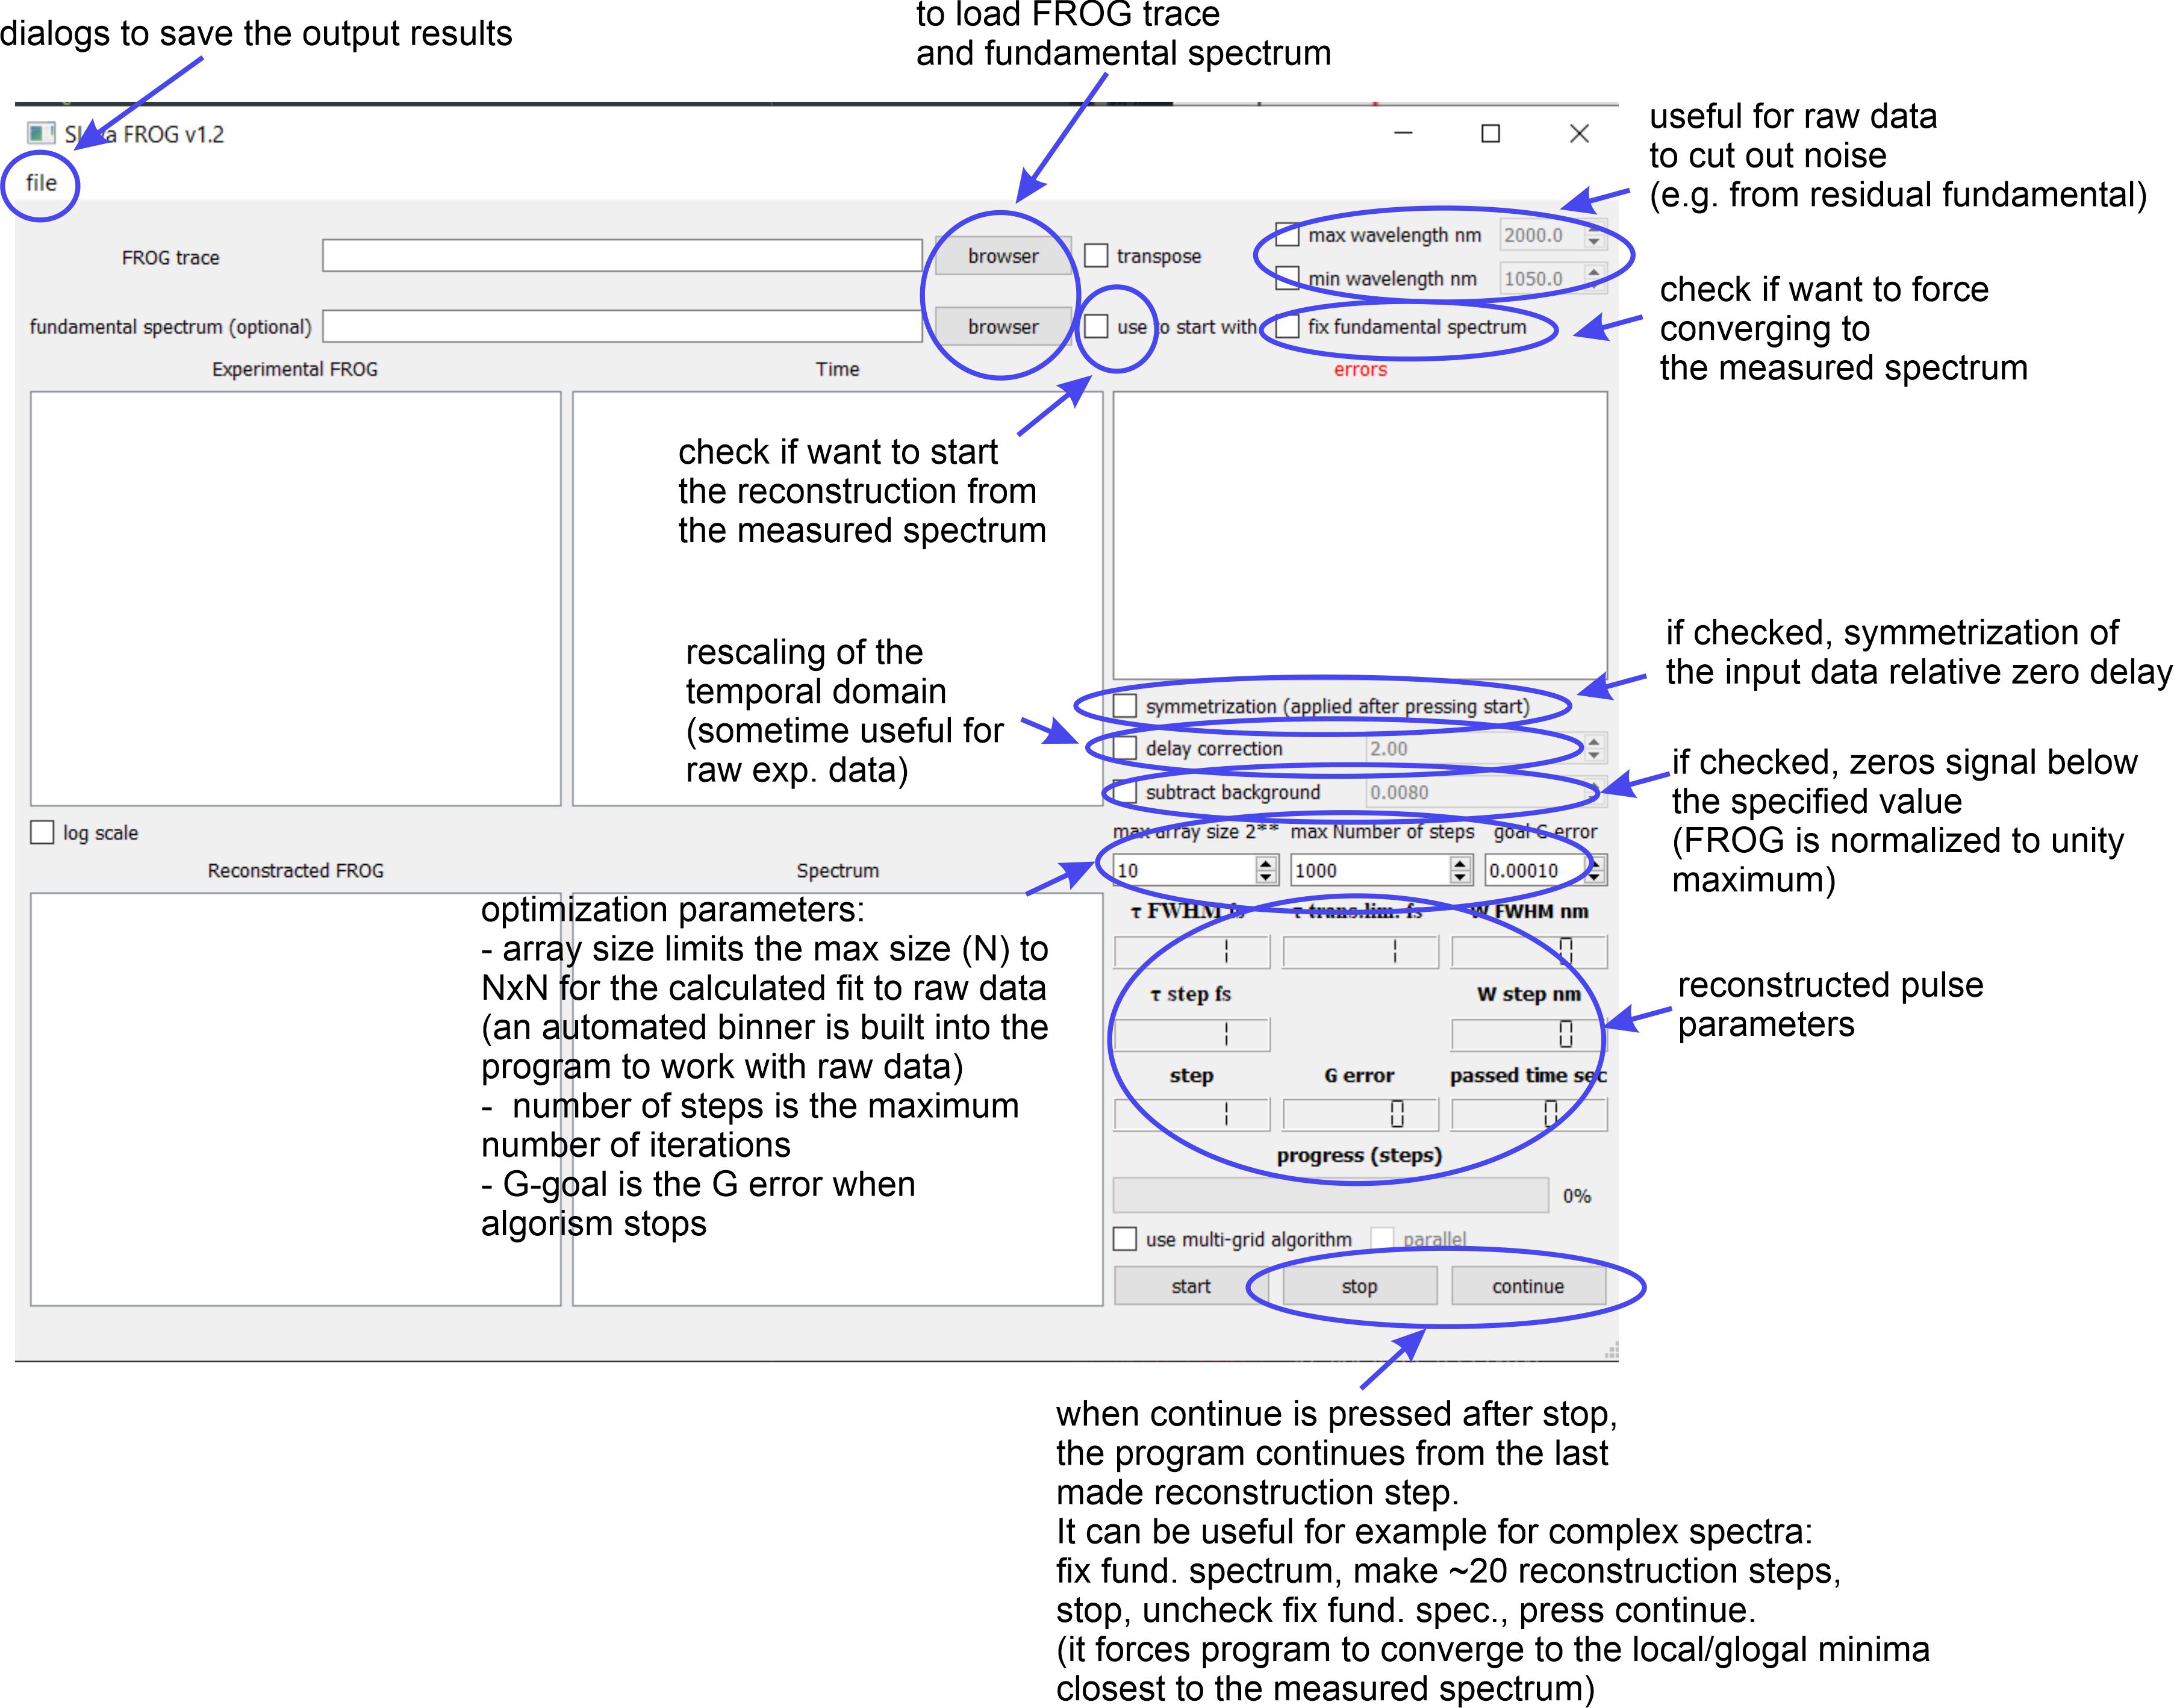 dialogs to save the output results
to load FROG trace
and fundamental spectrum
FROG v1.2
file
useful for raw data
to cut out noise
(e.g. from residual fundamental)
FROG trace
browser
transpose
max wavelength nm
2000.0
min wavelength nm
1050.0
fundamental spectrum (optional)
browser
use to start with
fix fundamental spectrum
check if want to force
converging to
the measured spectrum
Experimental FROG
Time
errors
check if want to start
the reconstruction from
the measured spectrum
rescaling of the
temporal domain
(sometime useful for
raw exp. data)
if checked, symmetrization of
the input data relative zero delay
symmetrization (applied after pressing start)
delay correction
2.00
subtract background
0.0080
if checked, zeros signal below
the specified value
(FROG is normalized to unity
maximum)
log scale
max array size 2** max Number of steps goal G error
10
1000
0.00010
Reconstracted FROG
Spectrum
optimization parameters:
- array size limits the max size (N) to
NxN for the calculated fit to raw data
(an automated binner is built into the
program to work with raw data)
- number of steps is the maximum
number of iterations
- G-goal is the G error when
algorism stops
τ FWHM fs
τ trans.lim. fs
W FWHM nm
1
1
0
τ step fs
W step nm
1
0
step
G error
passed time sec
1
0
0
reconstructed pulse
parameters
progress (steps)
0%
use multi-grid algorithm
parallel
start
stop
continue
when continue is pressed after stop,
the program continues from the last
made reconstruction step.
It can be useful for example for complex spectra:
fix fund. spectrum, make ~20 reconstruction steps,
stop, uncheck fix fund. spec., press continue.
(it forces program to converge to the local/glogal minima
closest to the measured spectrum)